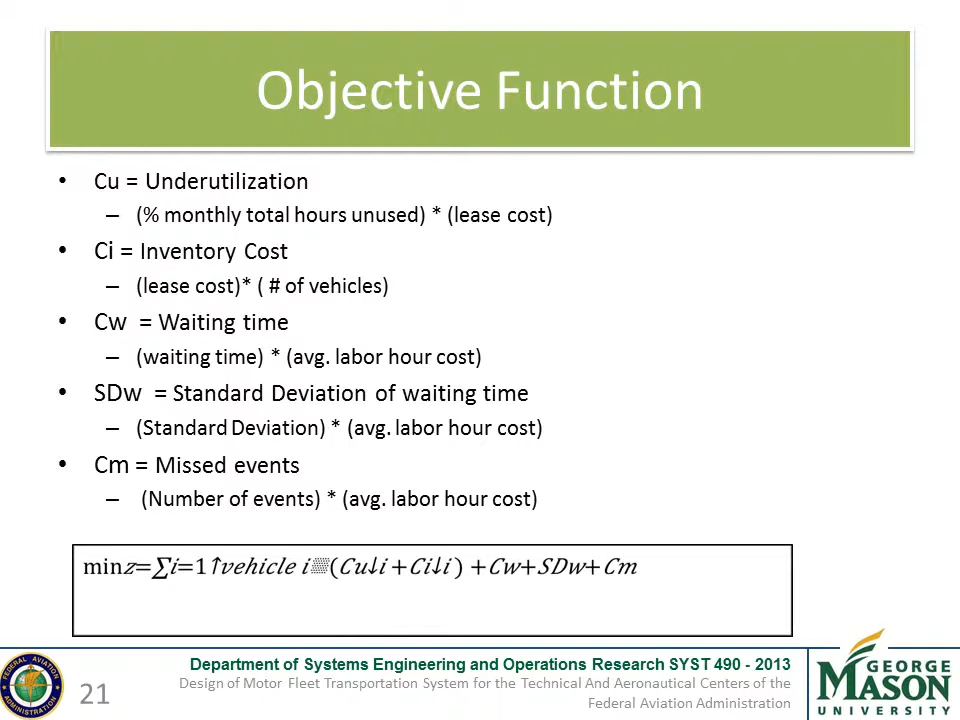 Objective Function
• Cu = Underutilization
– (% monthly total hours unused) * (lease cost)
• Ci = Inventory Cost
– (lease cost)* ( # of vehicles)
• Cw = Waiting time
– (waiting time) * (avg. labor hour cost)
• SDw = Standard Deviation of waiting time
– (Standard Deviation) * (avg. labor hour cost)
• Cm = Missed events
– (Number of events) * (avg. labor hour cost)
min z=∑i=1↑vehicle i▒(Cu↓i +Ci↓i ) +Cw+SDw+Cm
Department of Systems Engineering and Operations Research SYST 490 - 2013
Design of Motor Fleet Transportation System for the Technical And Aeronautical Centers of the
Federal Aviation Administration
21
FEDERAL AVIATION
ADMINISTRATION
GEORGE
MASON
UNIVERSITY